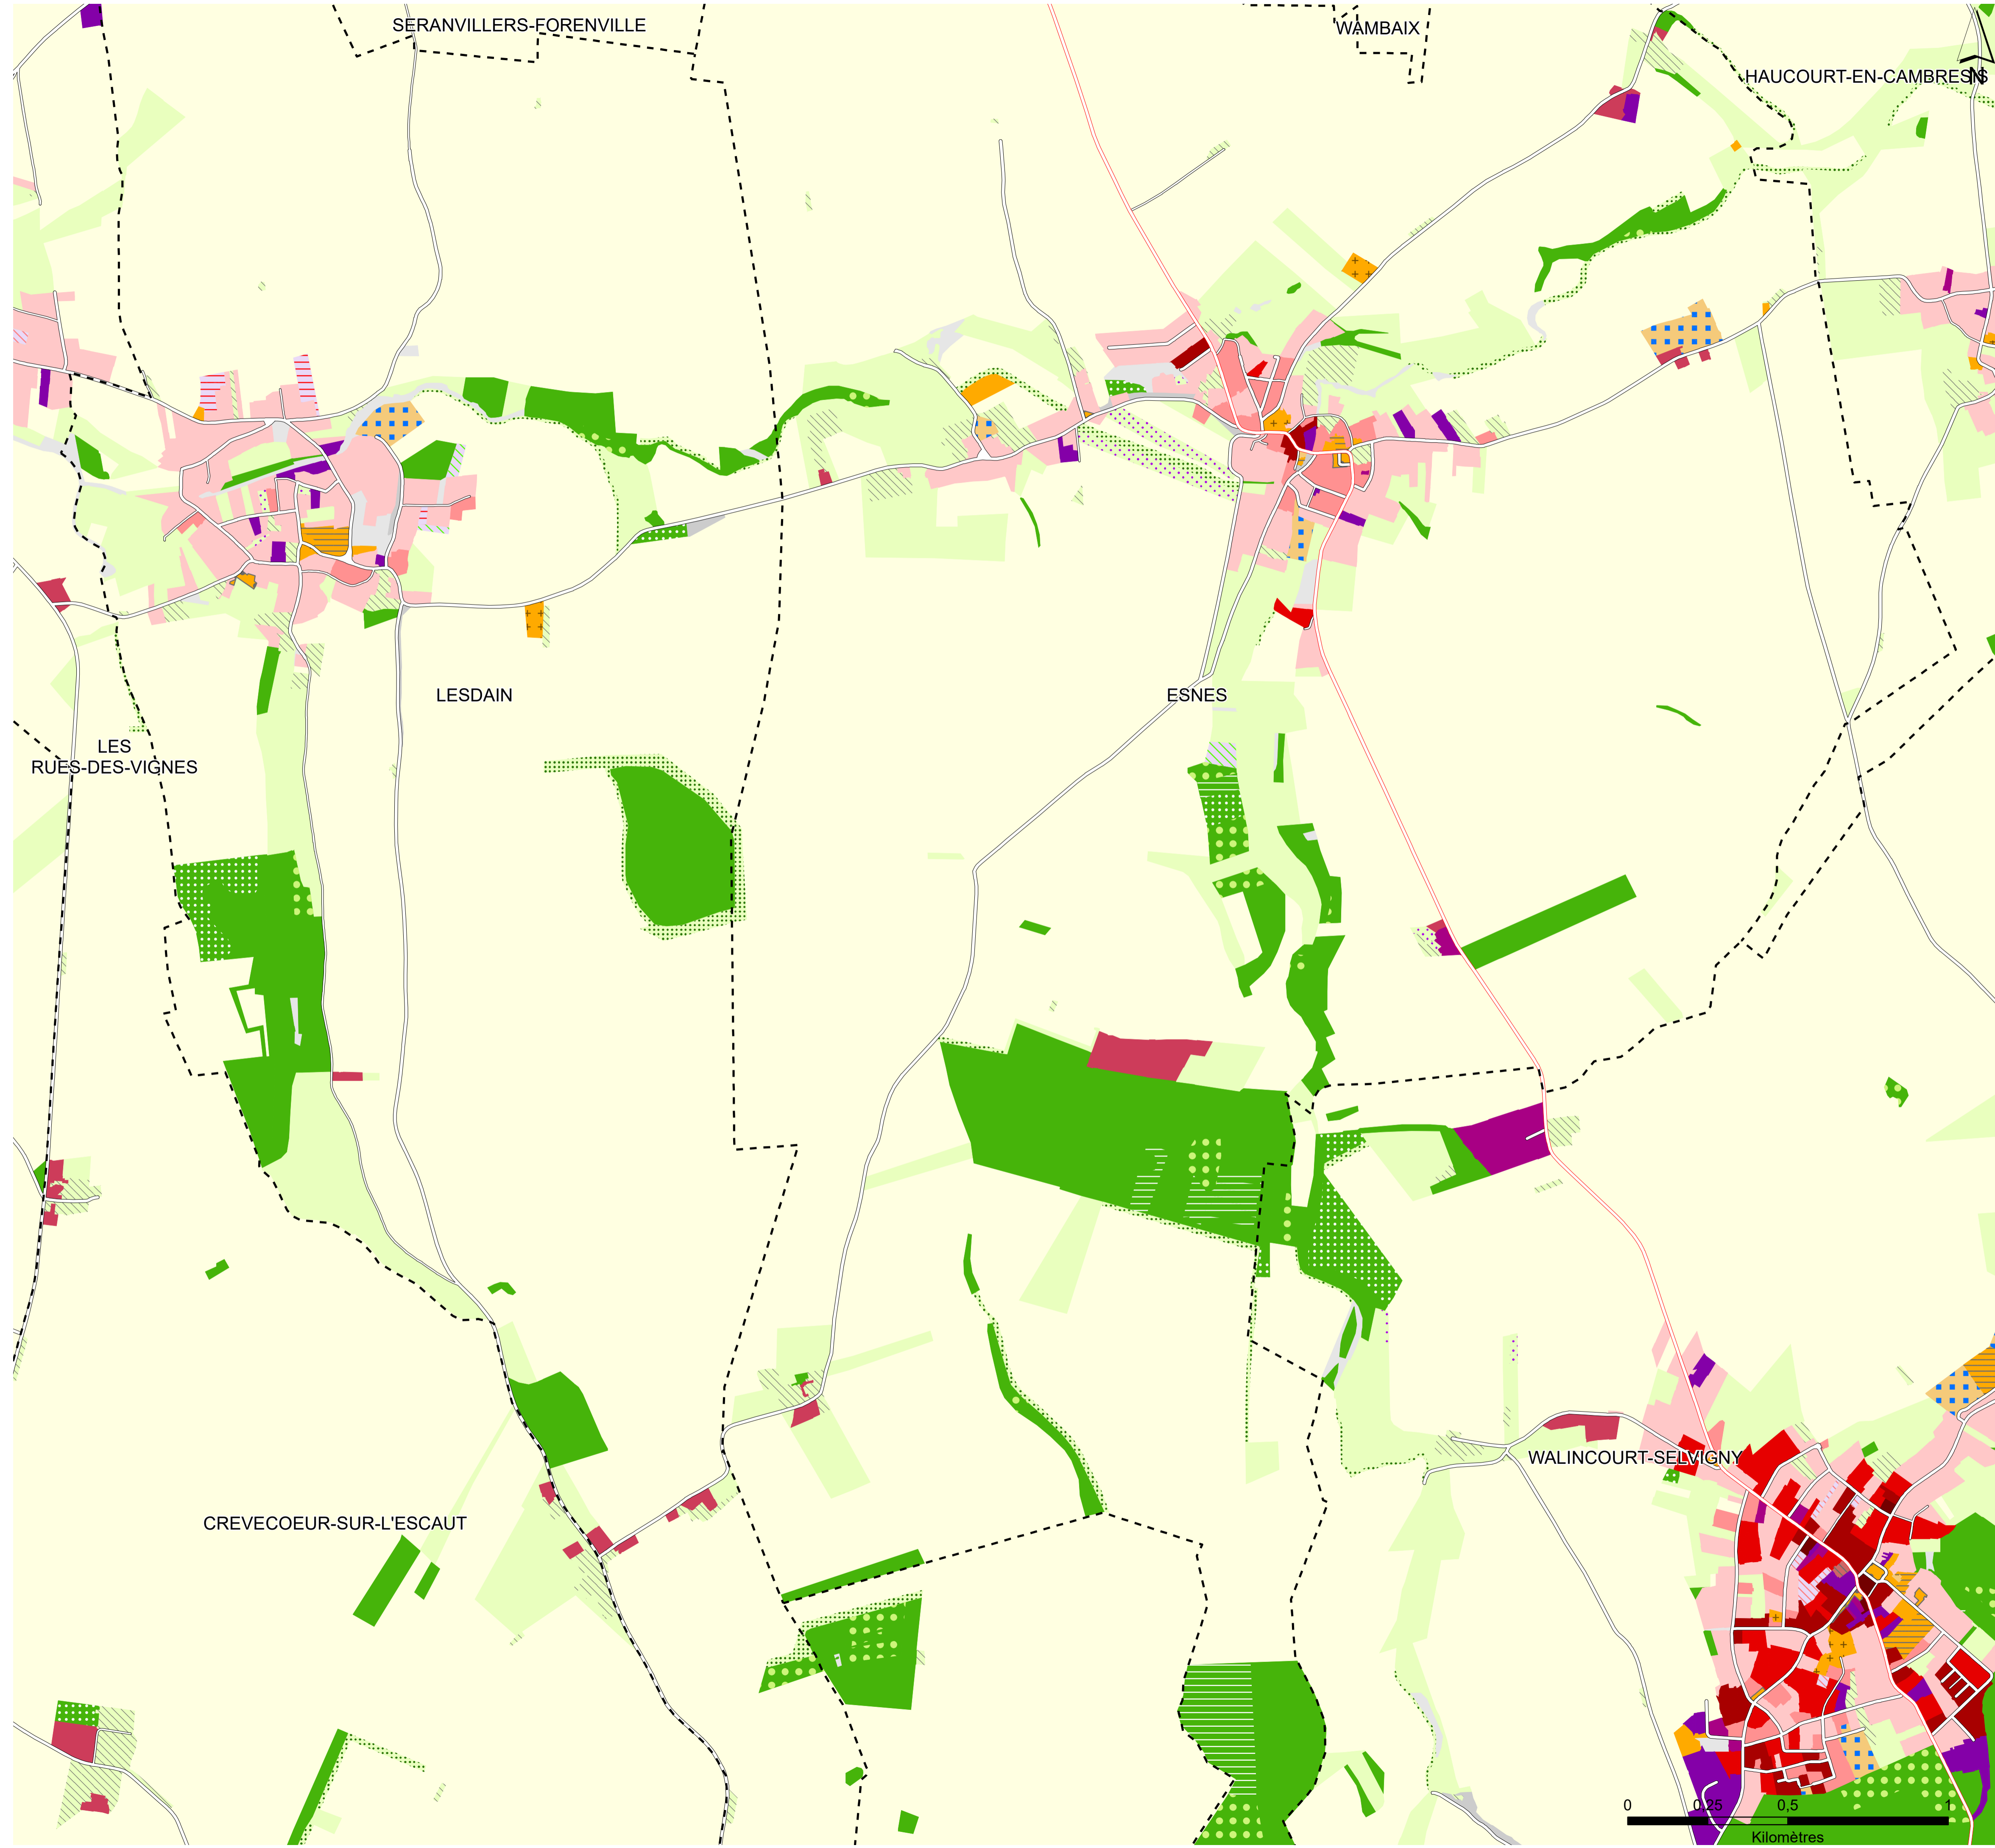 SERANVILLERS-FORENVILLE
WAMBAIX
HAUCOURT-EN-CAMBRESIS
N
LESDAIN
ESNES
LES
RUES-DES-VIGNES
WALINCOURT-SELVIGNY
CREVECOEUR-SUR-L'ESCAUT
0 0,25 0,5 1
Kilomètres